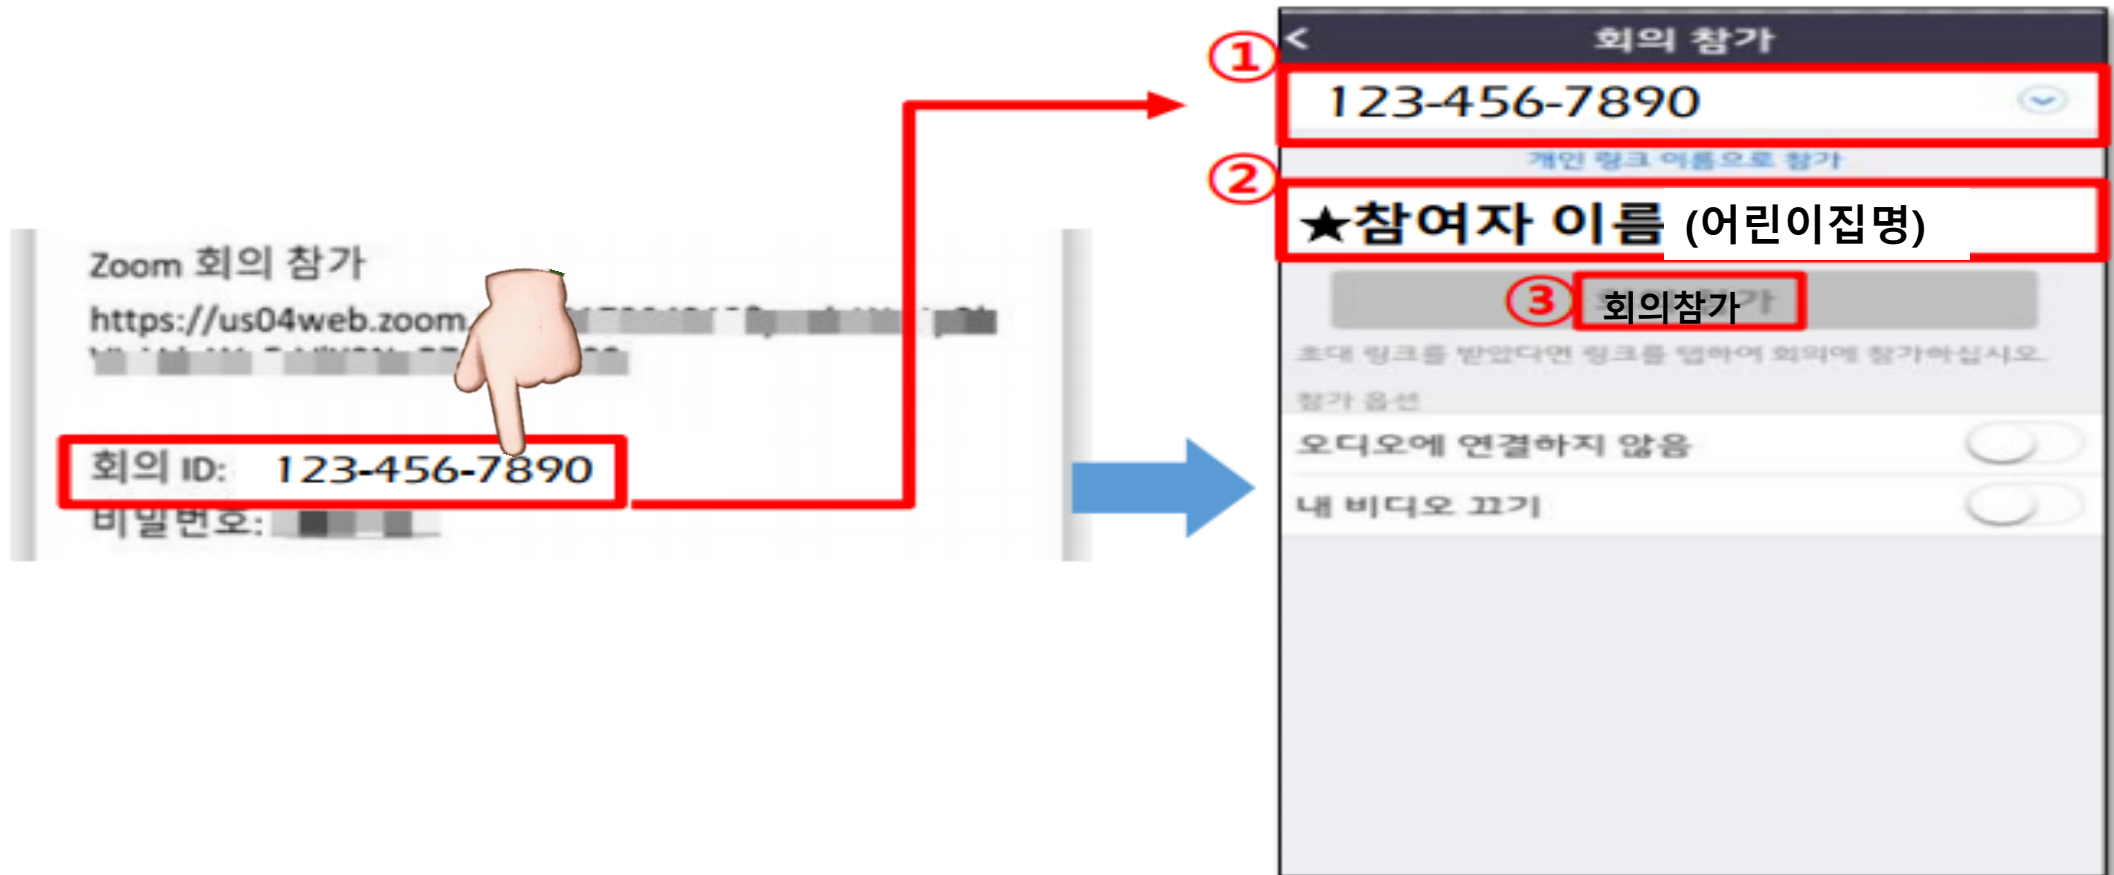 Zoom 회의 참가
https://us04web.zoom.
회의 ID: 123-456-7890
비밀번호:
①
<
회의 참가
123-456-7890
개인 링크 이름으로 참가
②
★참여자 이름 (어린이집명)
③ 회의참가
초대 링크를 받았다면 링크를 탭하여 회의에 참가하십시오.
참가 옵션
오디오에 연결하지 않음
내 비디오 끄기